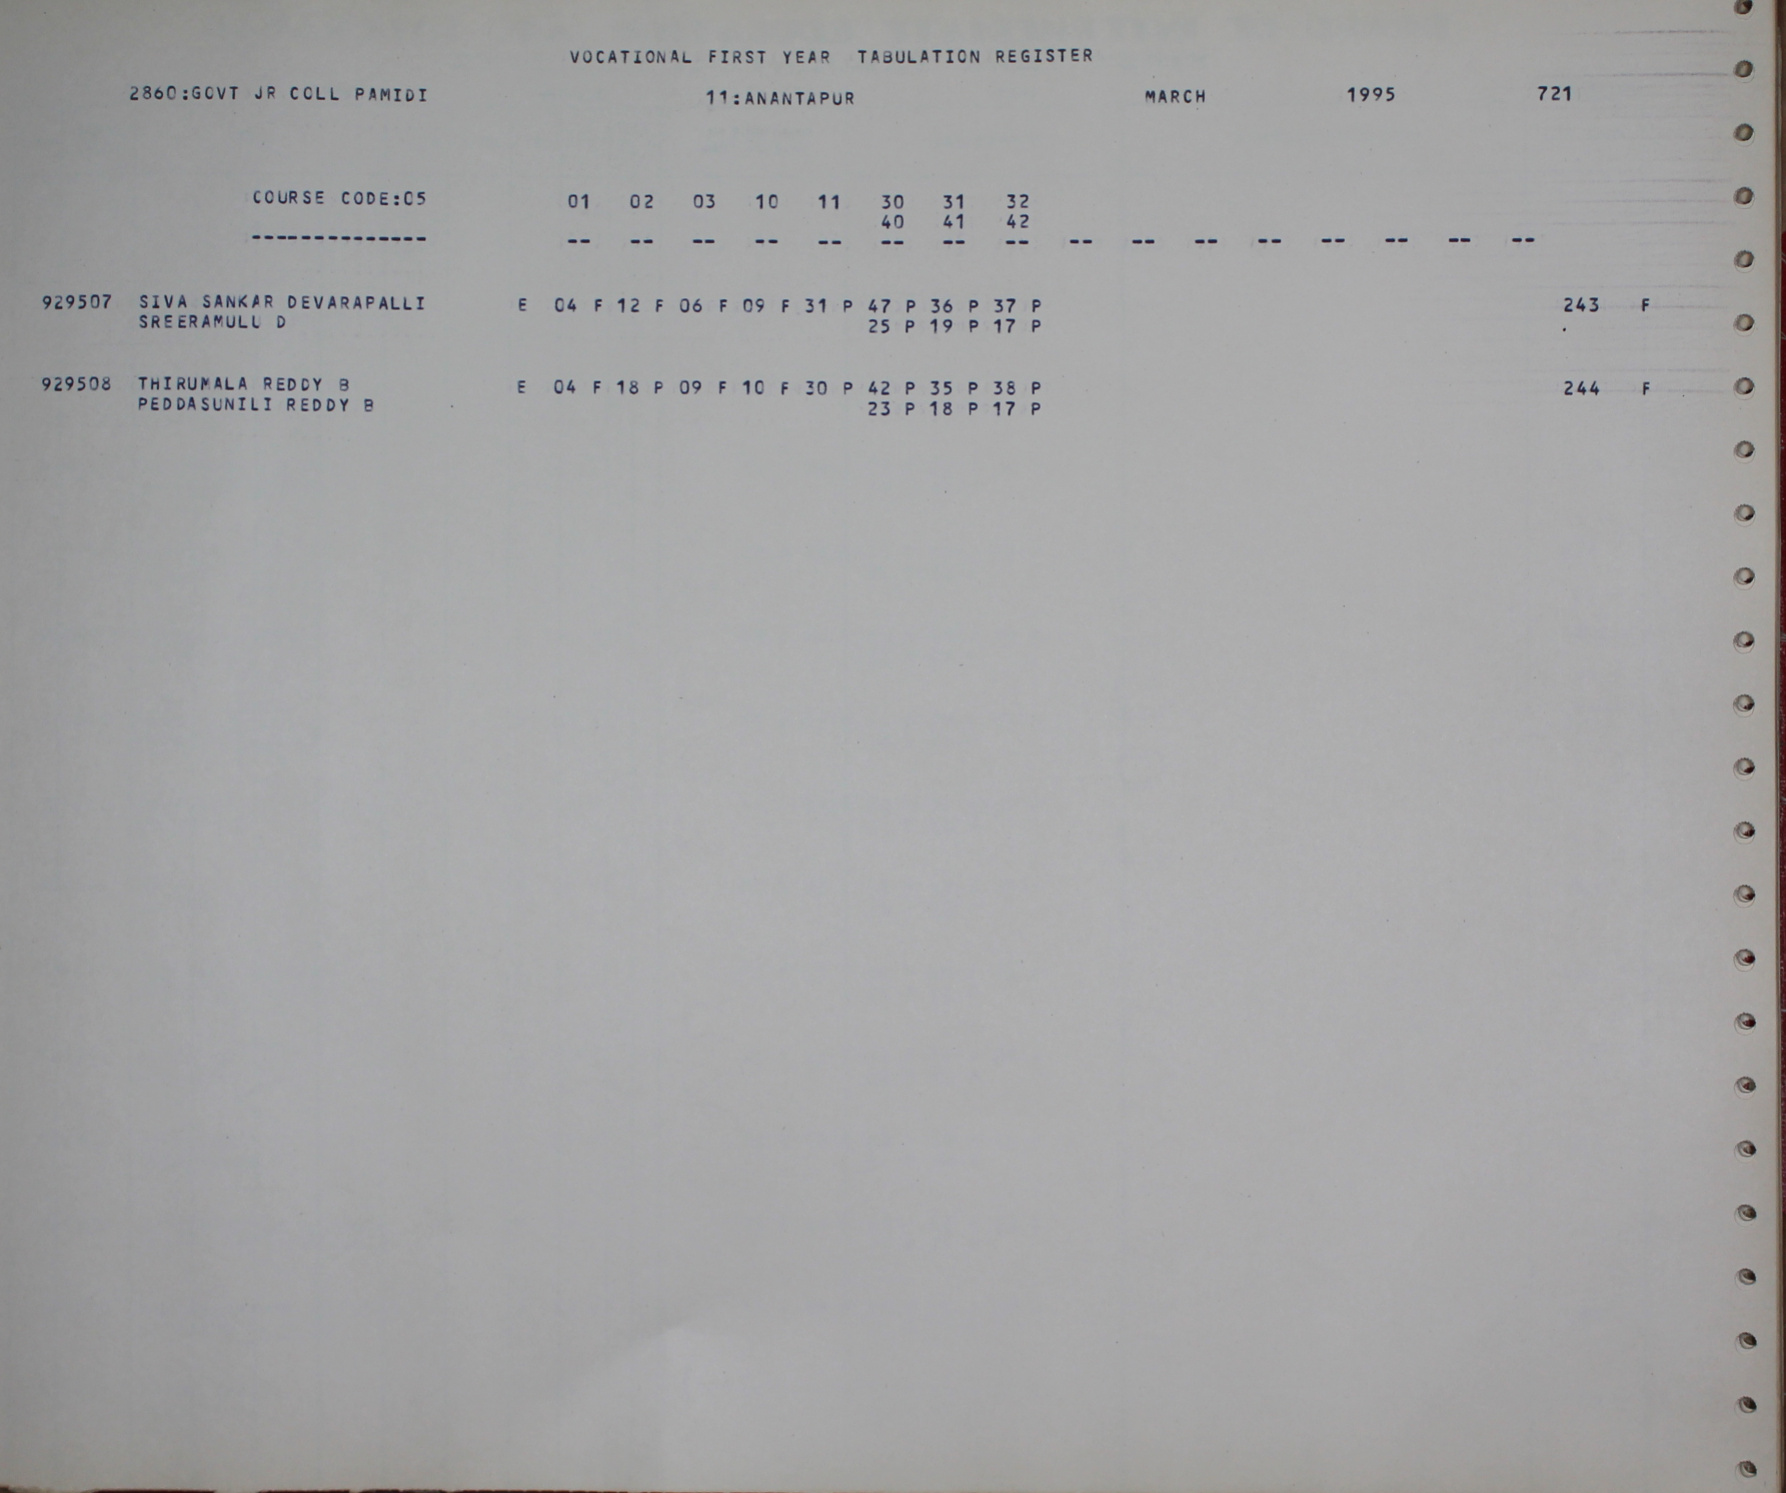 VOCATIONAL FIRST YEAR TABULATION REGISTER
2860:GOVT JR COLL PAMIDI 11:ANANTAPUR MARCH 1995 721
COURSE CODE:05 01 02 03 10 11 30 31 32
40 41 42
-------------- -- -- -- -- -- -- -- -- -- -- -- -- -- -- -- --
929507 SIVA SANKAR DEVARAPALLI E 04 F 12 F 06 F 09 F 31 P 47 P 36 P 37 P 243 F
SREERAMULU D 25 P 19 P 17 P
929508 THIRUMALA REDDY B E 04 F 18 P 09 F 10 F 30 P 42 P 35 P 38 P 244 F
PEDDASUNILI REDDY B 23 P 18 P 17 P